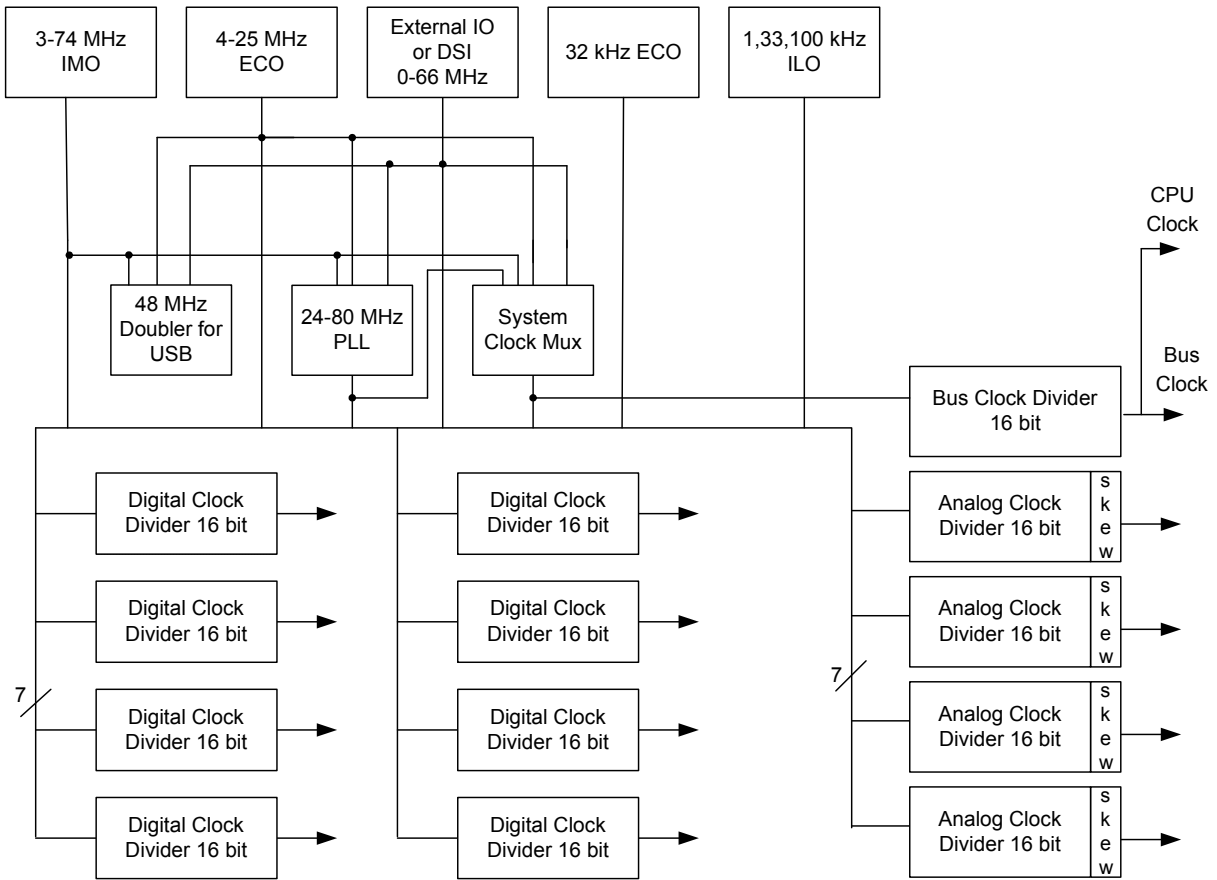 3-74 MHz
IMO
4-25 MHz
ECO
External IO
or DSI
0-66 MHz
32 kHz ECO
1,33,100 kHz
ILO
CPU
Clock
48 MHz
Doubler for
USB
24-80 MHz
PLL
System
Clock Mux
Bus
Clock
Bus Clock Divider
16 bit
Digital Clock
Divider 16 bit
Digital Clock
Divider 16 bit
Analog Clock
Divider 16 bit
s
k
e
w
Digital Clock
Divider 16 bit
Digital Clock
Divider 16 bit
Analog Clock
Divider 16 bit
s
k
e
w
7
7
Digital Clock
Divider 16 bit
Digital Clock
Divider 16 bit
Analog Clock
Divider 16 bit
s
k
e
w
Digital Clock
Divider 16 bit
Digital Clock
Divider 16 bit
Analog Clock
Divider 16 bit
s
k
e
w